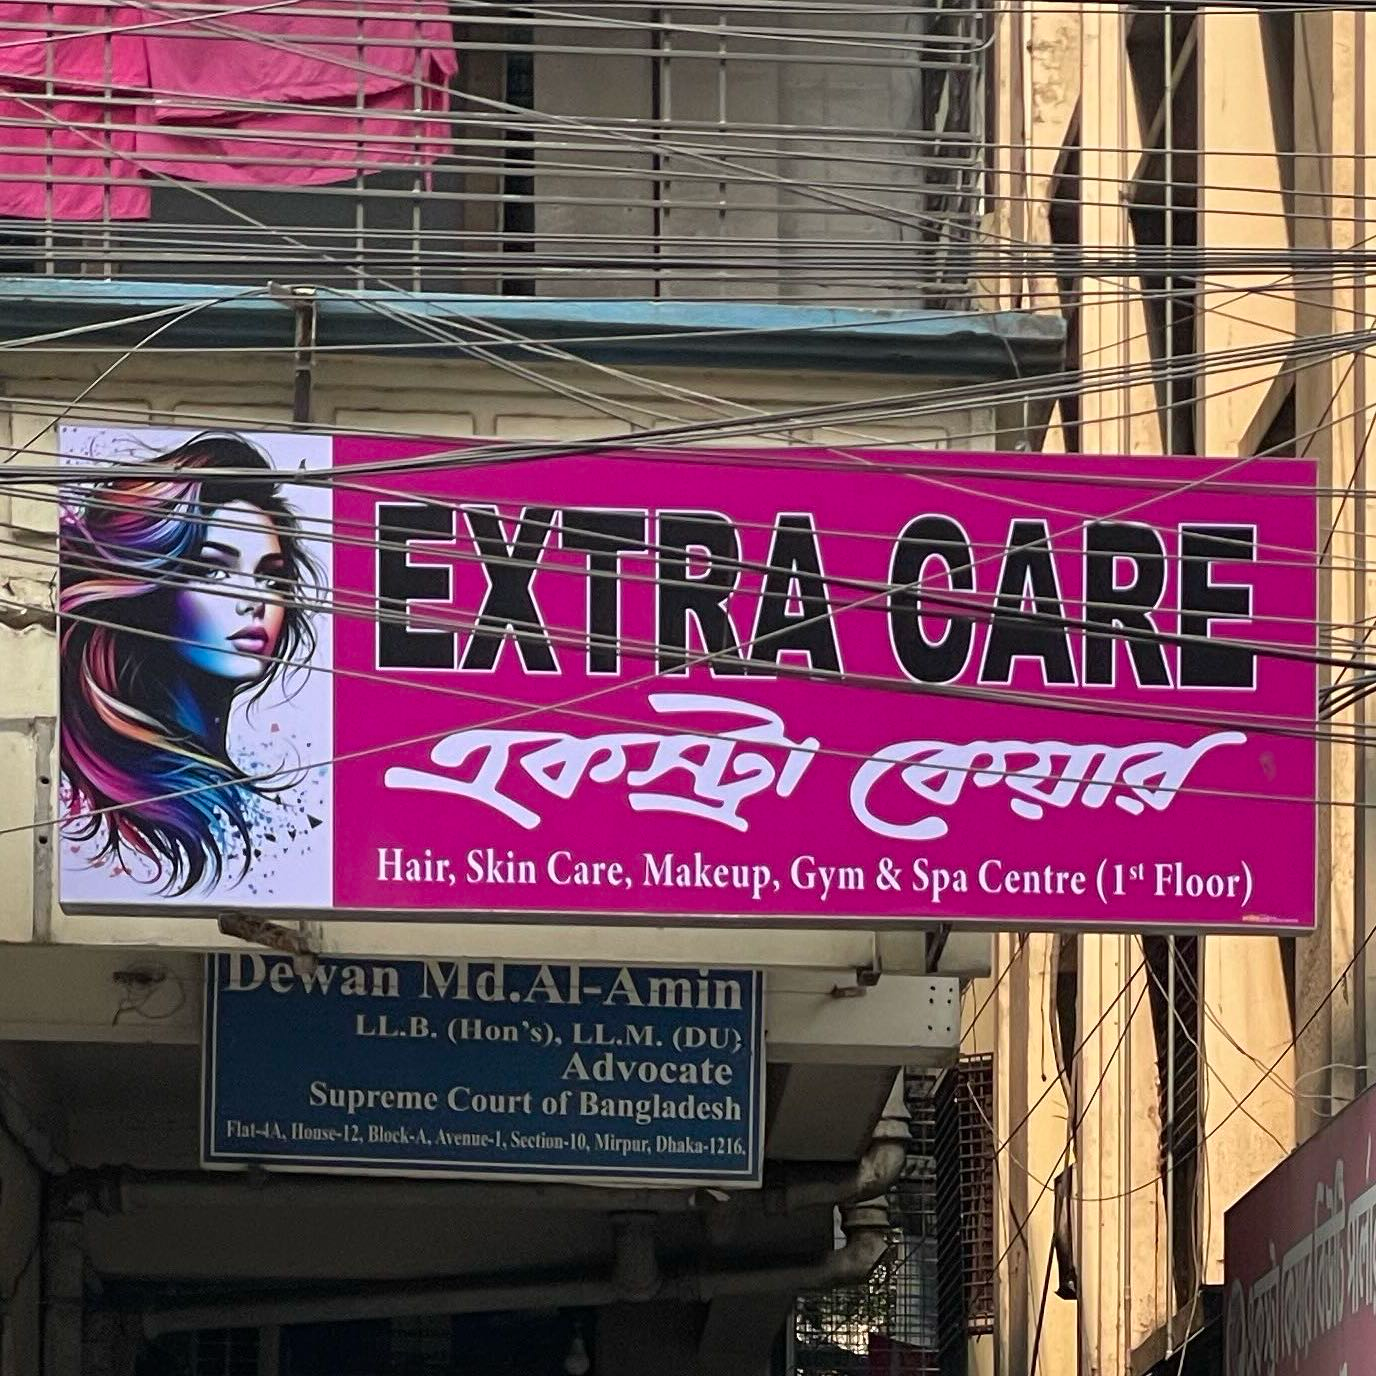 EXTRA CARE
একস্ট্রা কেয়ার
Hair, Skin Care, Makeup, Gym & Spa Centre (1st Floor)
Dewan Md.Al-Amin
LL.B. (Hon's), LL.M. (DU)
Advocate
Supreme Court of Bangladesh
Flat-4A, House-12, Block-A, Avenue-1, Section-10, Mirpur, Dhaka-1216.